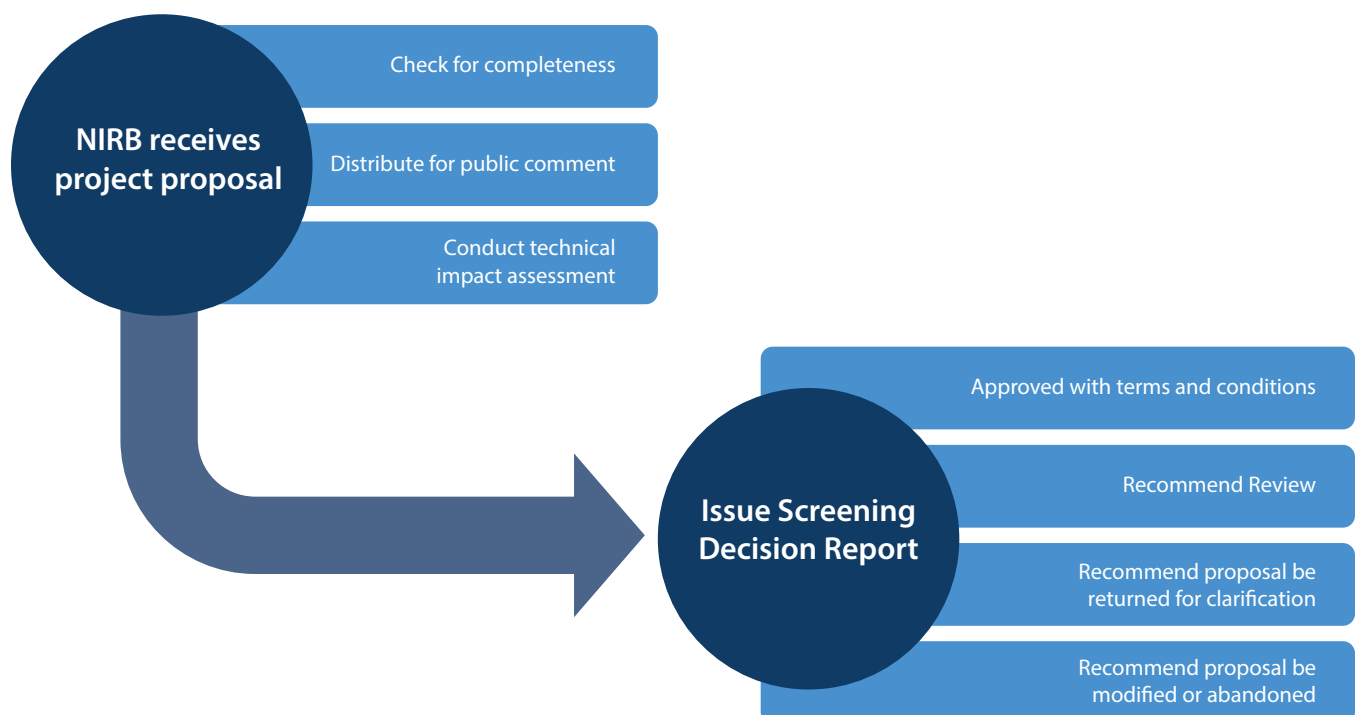 NIRB receives
project proposal
Check for completeness
Distribute for public comment
Conduct technical
impact assessment
Issue Screening
Decision Report
Approved with terms and conditions
Recommend Review
Recommend proposal be
returned for clarification
Recommend proposal be
modified or abandoned